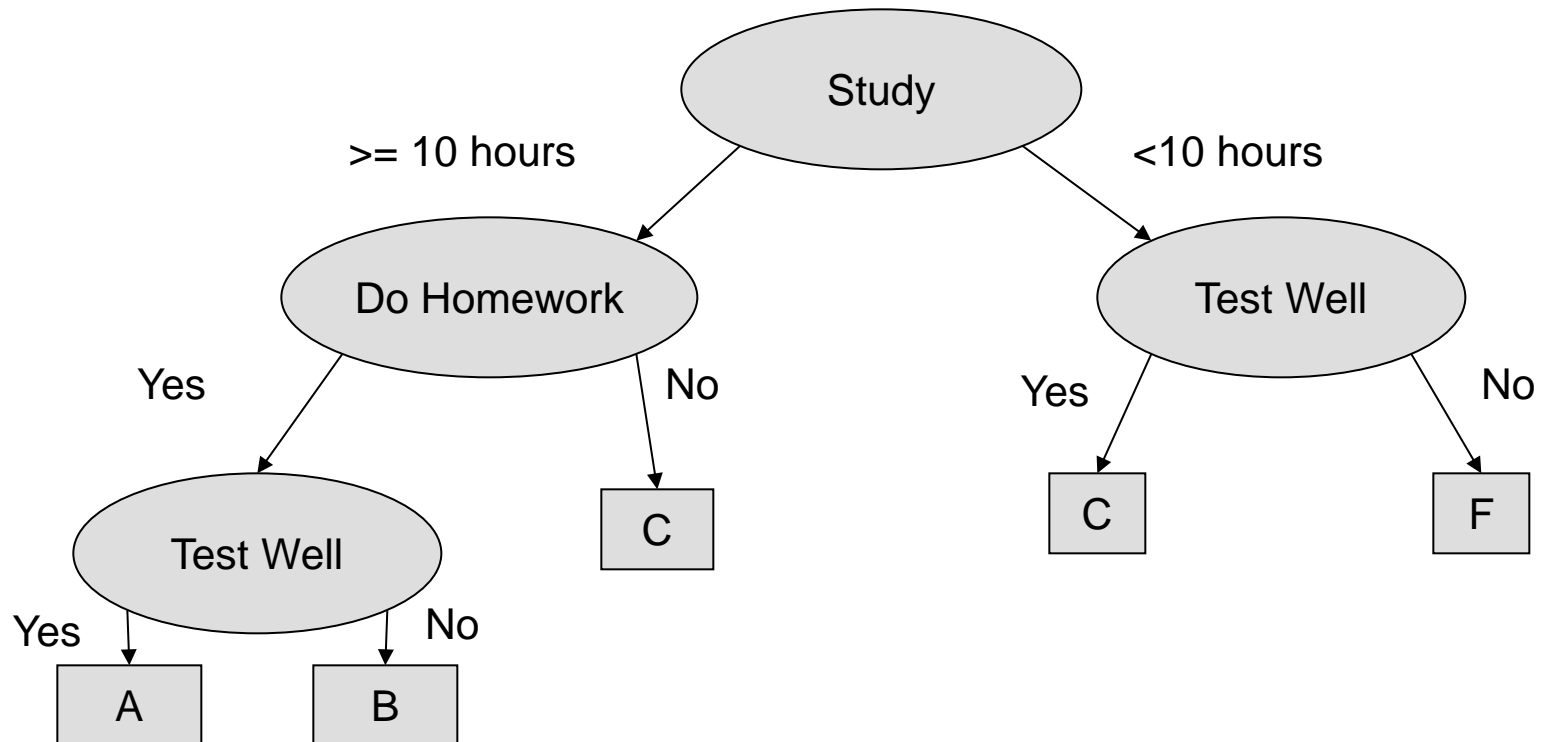 Study
>= 10 hours
<10 hours
Do Homework
Test Well
Yes
No
Yes
No
Test Well
C
C
F
Yes
No
A
B